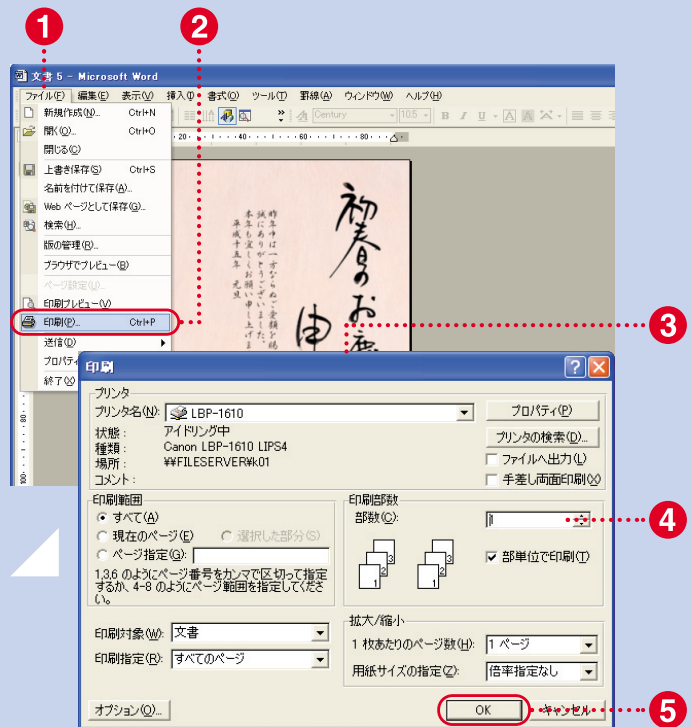 1
2
文書 5 - Microsoft Word
ファイル(F) 編集(E) 表示(V) 挿入(I) 書式(O) ツール(T) 罫線(A) ウィンドウ(W) ヘルプ(H)
Century 10.5 B I U A A
新規作成(N)... Ctrl+N
開く(O)... Ctrl+O
閉じる(C)
上書き保存(S) Ctrl+S
名前を付けて保存(A)...
Web ページとして保存(G)...
検索(H)...
版の管理(R)...
ブラウザでプレビュー(B)
ページ設定(U)...
印刷プレビュー(V)
印刷(P)... Ctrl+P
送信(D)
プロパティ
終了(X)
20 40 60 80
初春のお慶
申
昨年中は一方ならぬご愛顧を賜
誠にありがとうございました。
本年も宜しくお願い申し上げま
平成十五年 元旦
80
100
3
印刷
プリンタ
プリンタ名(N): LBP-1610 プロパティ(P)
状態: アイドリング中
種類: Canon LBP-1610 LIPS4 プリンタの検索(D)...
場所: ¥¥FILESERVER¥k01 ファイルへ出力(L)
コメント: 手差し両面印刷(X)
印刷範囲
すべて(A)
現在のページ(E) 選択した部分(S)
ページ指定(G):
1,3,6 のようにページ番号をカンマで区切って指定
するか、4-8 のようにページ範囲を指定してくださ
い。
印刷部数
部数(C): 1
4
1 2 3
1 2 3
部単位で印刷(T)
印刷対象(W): 文書
印刷指定(R): すべてのページ
拡大/縮小
1 枚あたりのページ数(H): 1 ページ
用紙サイズの指定(Z): 倍率指定なし
オプション(O)... OK キャンセル
5